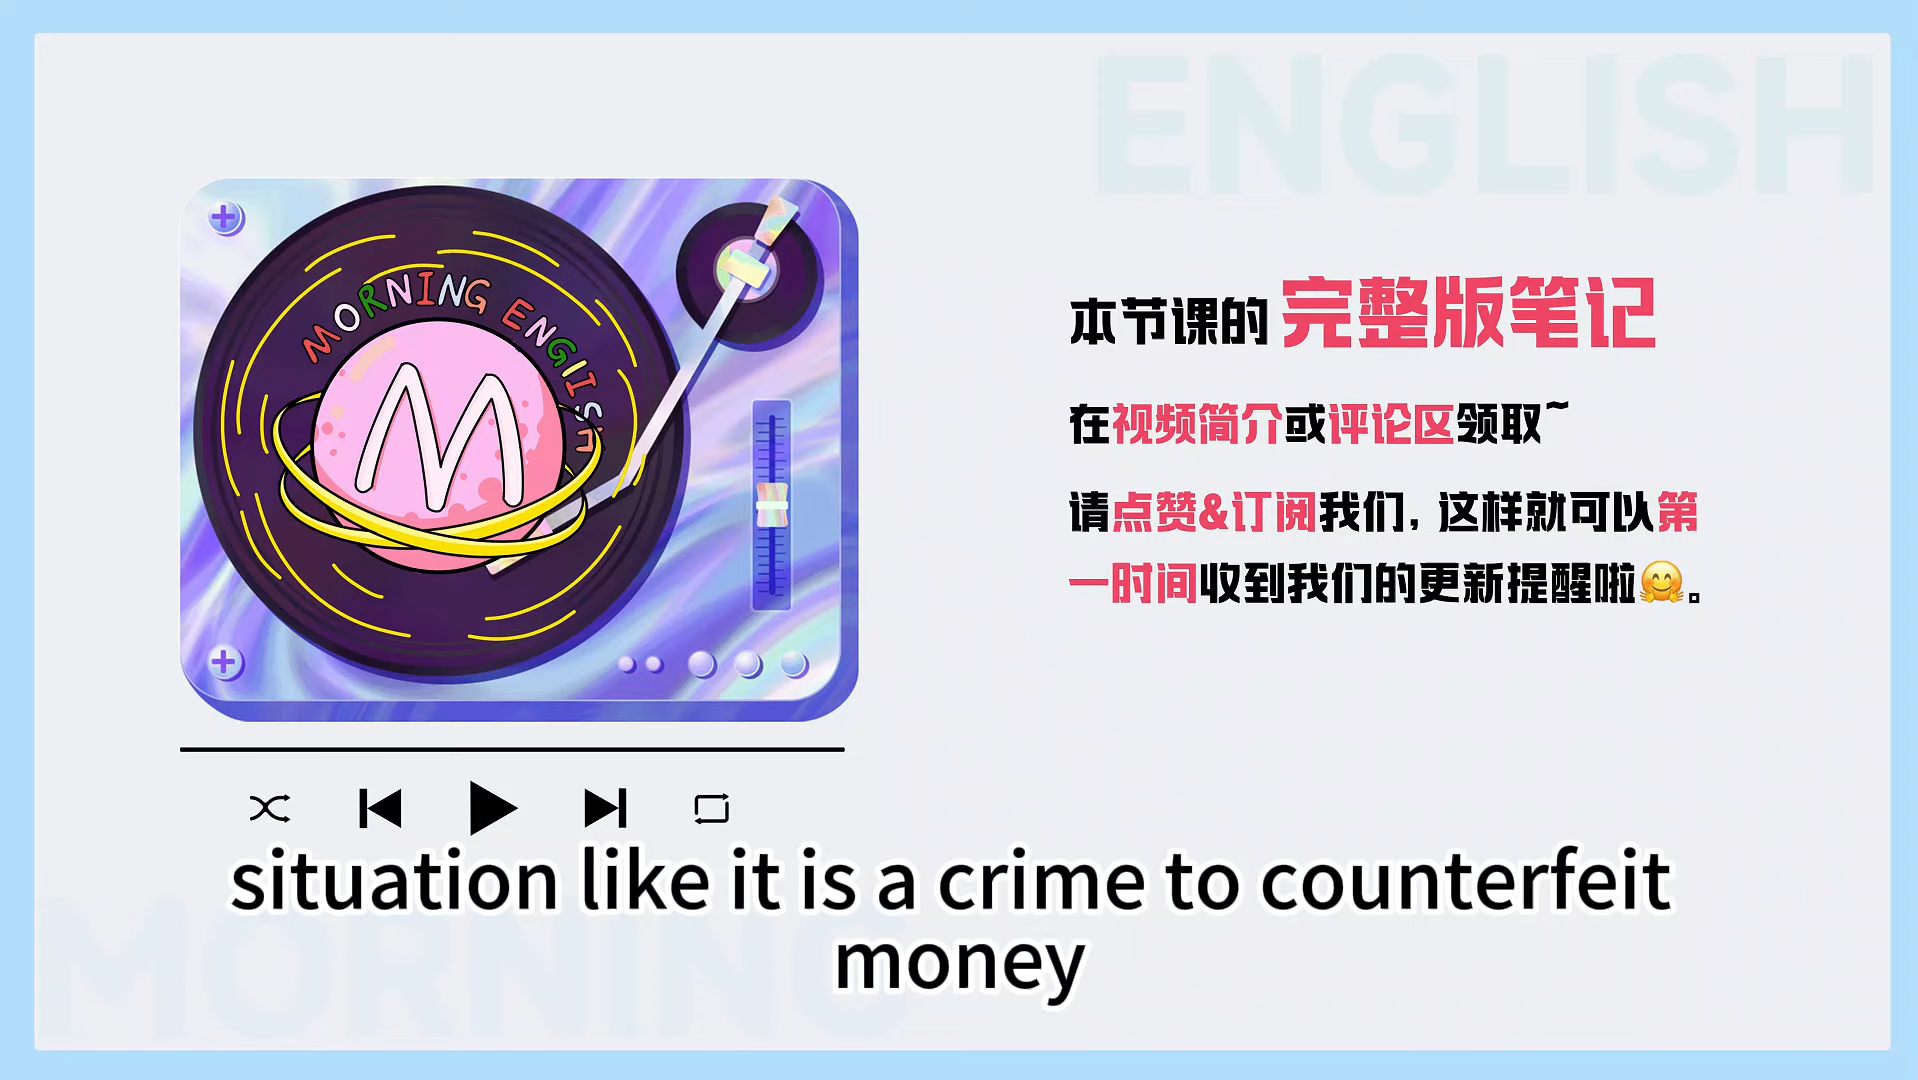 ENGLISH
MORNING ENGLISH
M
本节课的完整版笔记
在视频简介或评论区领取~
请点赞&订阅我们，这样就可以第
一时间收到我们的更新提醒啦🤗。
situation like it is a crime to counterfeit
money
MORNING